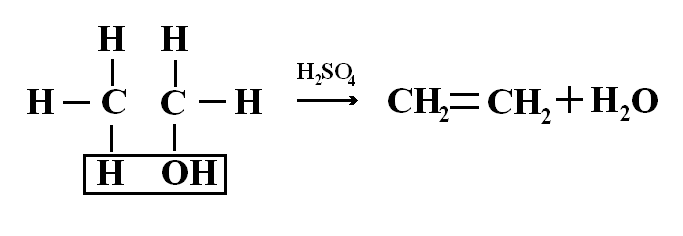 H H
H₂SO₄
H – C C – H → CH₂=CH₂+H₂O
H OH